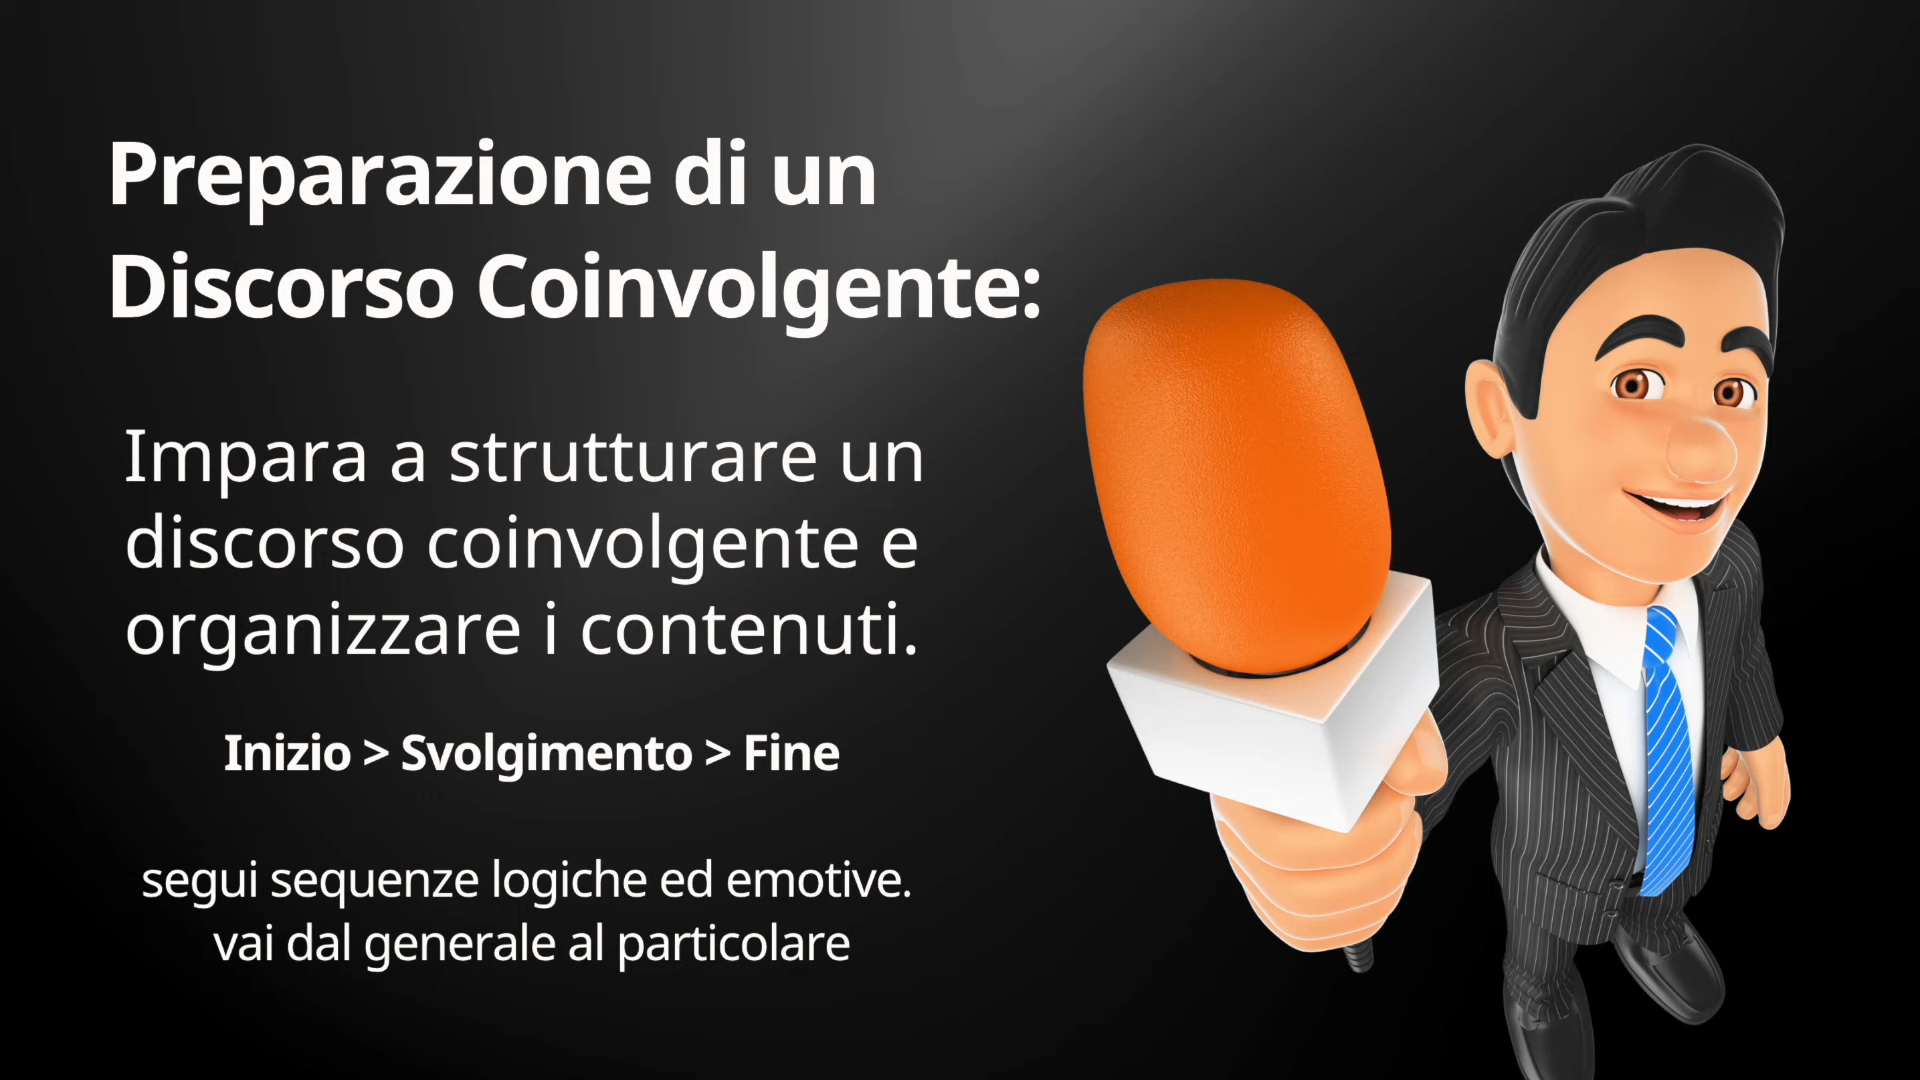 Preparazione di un
Discorso Coinvolgente:
Impara a strutturare un
discorso coinvolgente e
organizzare i contenuti.
Inizio > Svolgimento > Fine
segui sequenze logiche ed emotive.
vai dal generale al particolare